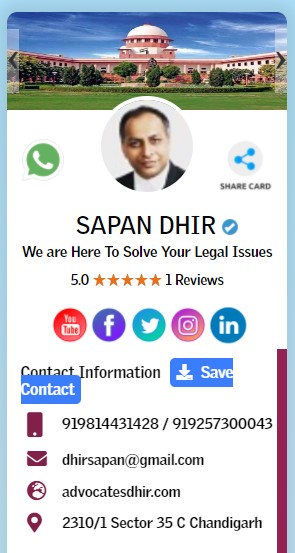 SHARE CARD
SAPAN DHIR
We are Here To Solve Your Legal Issues
5.0 ★★★★★ 1 Reviews
You
Tube
Contact Information Save
Contact
919814431428 / 919257300043
dhirsapan@gmail.com
advocatesdhir.com
2310/1 Sector 35 C Chandigarh